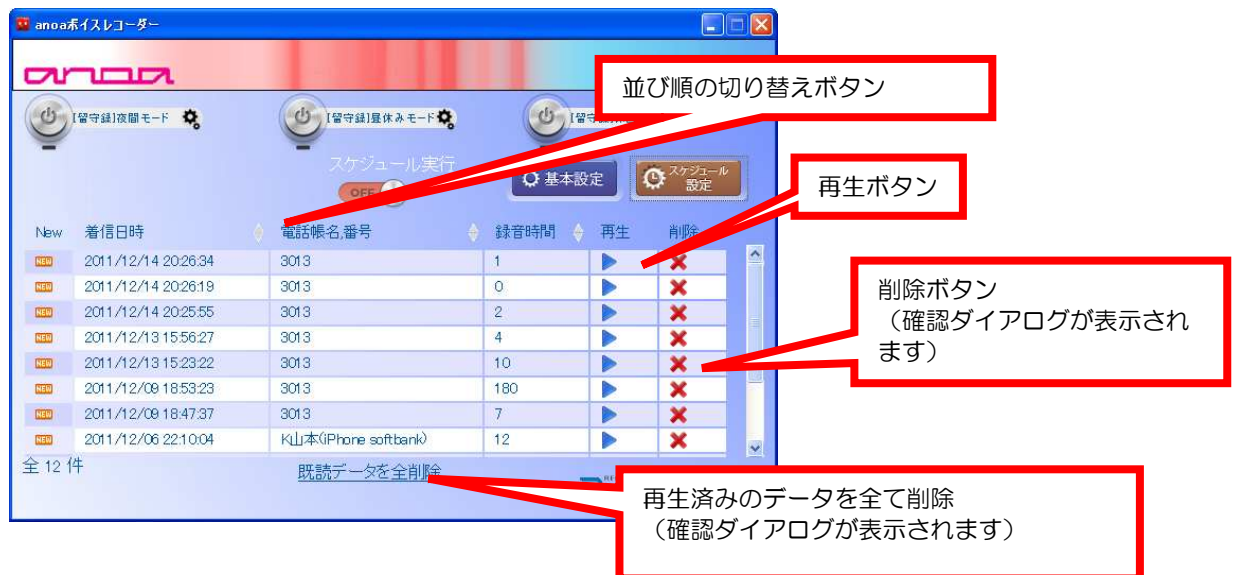 anoaボイスレコーダー
anoa
並び順の切り替えボタン
【留守録】夜間モード
【留守録】昼休みモード
スケジュール実行
OFF
基本設定
スケジュール
設定
再生ボタン
New 着信日時 電話帳名,番号 録音時間 再生 削除
NEW 2011/12/14 20:26:34 3013 1
NEW 2011/12/14 20:26:19 3013 0
NEW 2011/12/14 20:25:55 3013 2
NEW 2011/12/13 15:56:27 3013 4
NEW 2011/12/13 15:23:22 3013 10
NEW 2011/12/09 18:53:23 3013 180
NEW 2011/12/09 18:47:37 3013 7
NEW 2011/12/06 22:10:04 K山本(iPhone softbank) 12
削除ボタン
（確認ダイアログが表示され
ます）
全 12 件
既読データを全削除
再生済みのデータを全て削除
（確認ダイアログが表示されます）